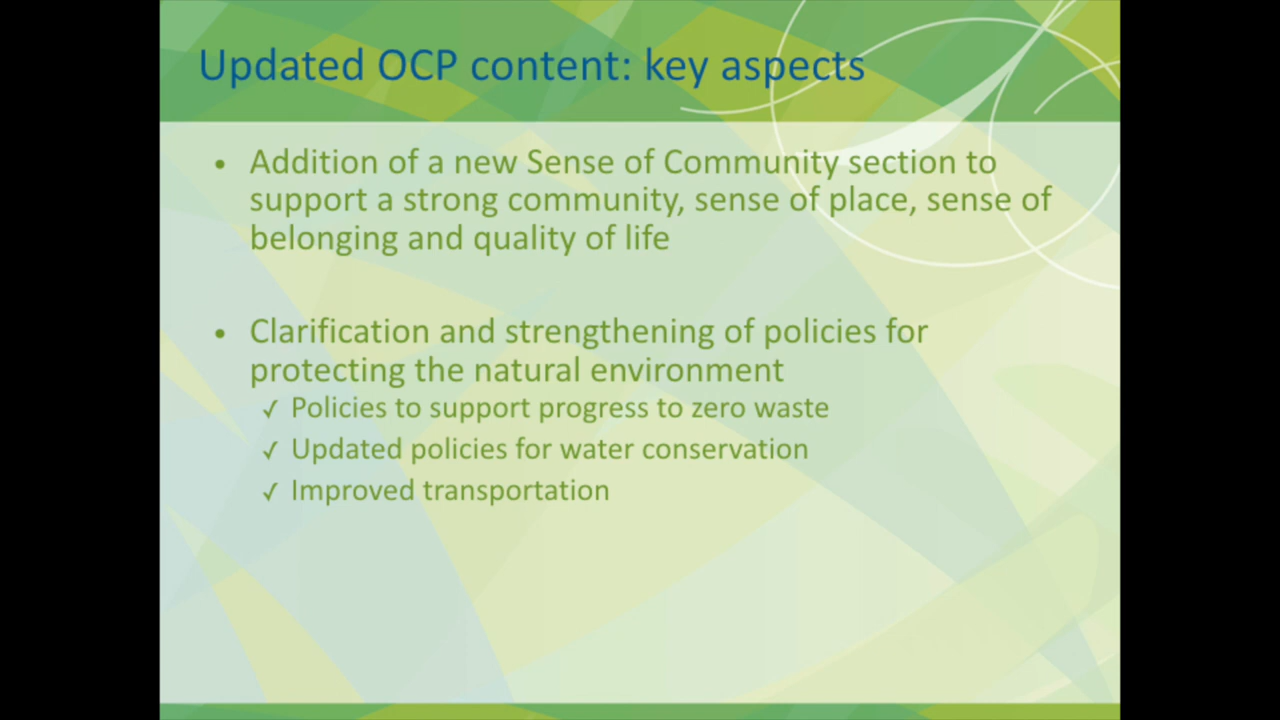 Updated OCP content: key aspects
• Addition of a new Sense of Community section to
support a strong community, sense of place, sense of
belonging and quality of life
• Clarification and strengthening of policies for
protecting the natural environment
✓ Policies to support progress to zero waste
✓ Updated policies for water conservation
✓ Improved transportation